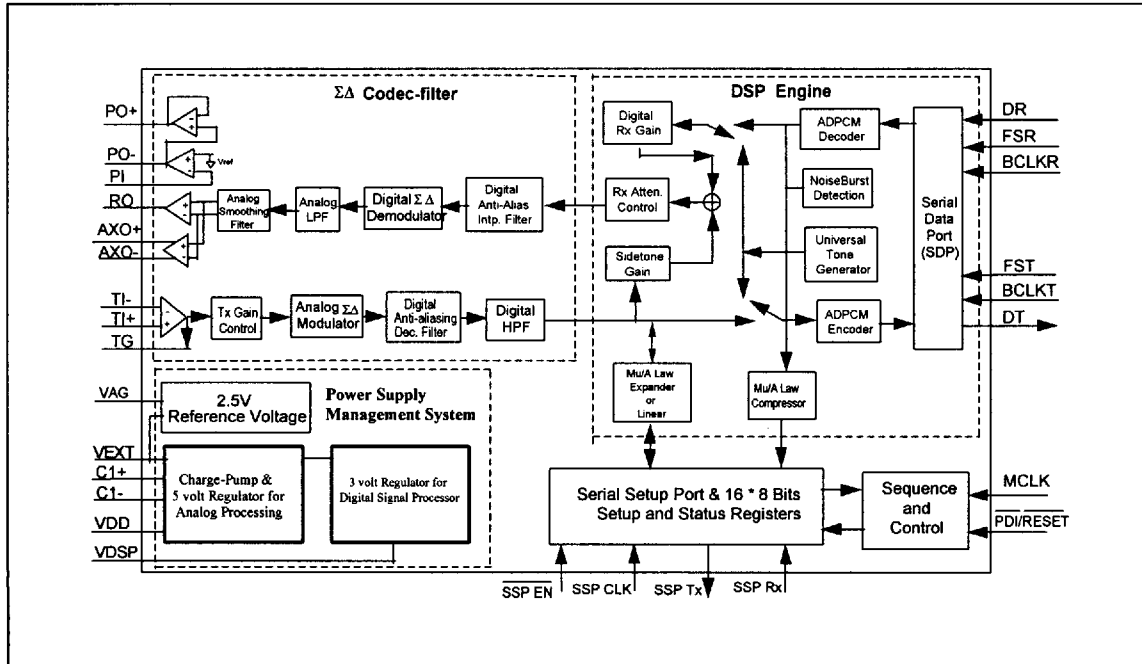 ΣΔ Codec-filter
DSP Engine
PO+
PO-
PI
Vref
RO
AXO+
AXO-
TI-
TI+
TG
Analog
Smoothing
Filter
Analog
LPF
Digital ΣΔ
Demodulator
Digital
Anti-Alias
Intp. Filter
Tx Gain
Control
Analog ΣΔ
Modulator
Digital
Anti-aliasing
Dec. Filter
Digital
HPF
Digital
Rx Gain
Rx Atten.
Control
Sidetone
Gain
ADPCM
Decoder
NoiseBurst
Detection
Universal
Tone
Generator
ADPCM
Encoder
Serial
Data
Port
(SDP)
DR
FSR
BCLKR
FST
BCLKT
DT
Mu/A Law
Expander
or
Linear
Mu/A Law
Compressor
VAG
VEXT
C1+
C1-
VDD
VDSP
2.5V
Reference Voltage
Power Supply
Management System
Charge-Pump &
5 volt Regulator for
Analog Processing
3 volt Regulator for
Digital Signal Processor
Serial Setup Port & 16 * 8 Bits
Setup and Status Registers
Sequence
and
Control
MCLK
PDI/RESET
SSP EN
SSP CLK
SSP Tx
SSP Rx